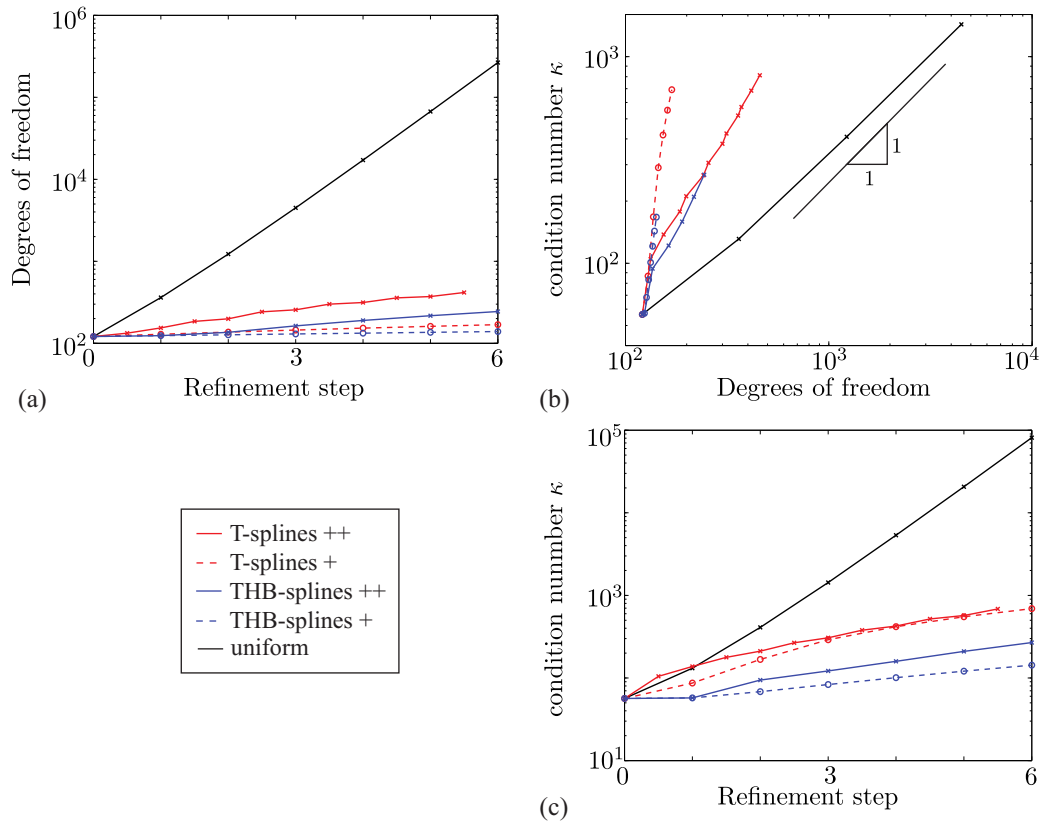 10^6
10^4
10^2
Degrees of freedom
0
3
6
Refinement step
(a)
10^3
10^2
condition nunmber κ
1
1
10^2
10^3
10^4
Degrees of freedom
(b)
T-splines ++
T-splines +
THB-splines ++
THB-splines +
uniform
10^5
10^3
10^1
condition nunmber κ
0
3
6
Refinement step
(c)